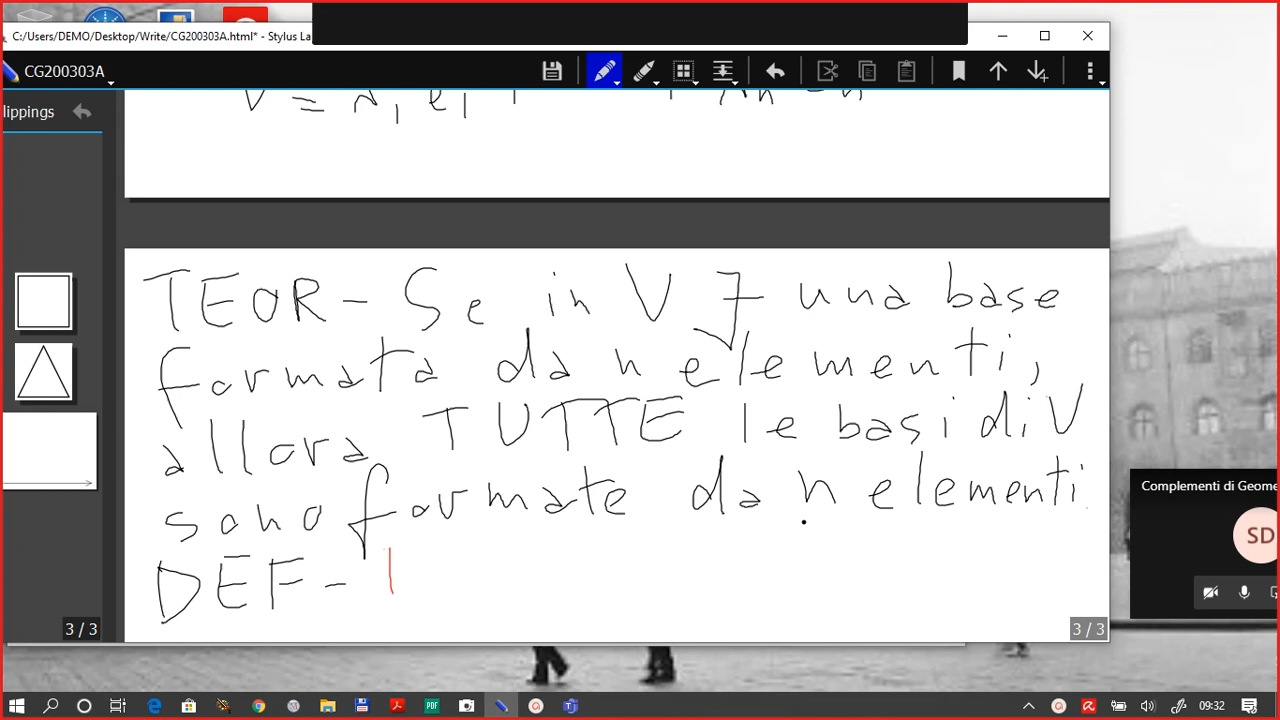 C:/Users/DEMO/Desktop/Write/CG200303A.html* - Stylus La
CG200303A
lippings
TEOR - Se in V ∃ una base
formata da n elementi,
allora TUTTE le basi di V
sono formate da n elementi.
DEF -
3 / 3
3 / 3
Complementi di Geome
SD
09:32